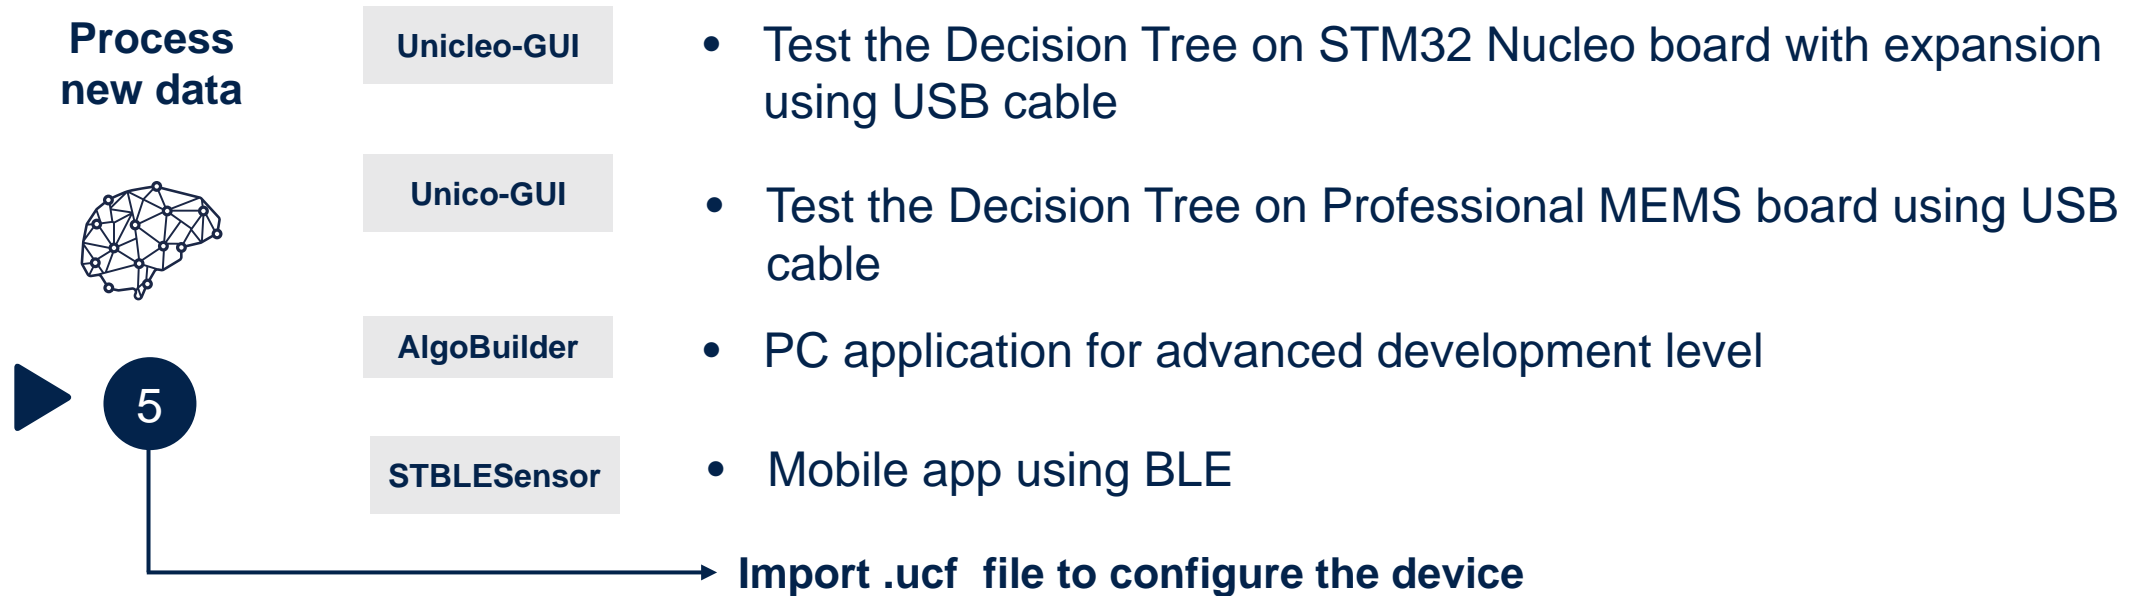 Process
new data
Unicleo-GUI
• Test the Decision Tree on STM32 Nucleo board with expansion
using USB cable
Unico-GUI
• Test the Decision Tree on Professional MEMS board using USB
cable
AlgoBuilder
• PC application for advanced development level
5
STBLESensor
• Mobile app using BLE
Import .ucf file to configure the device